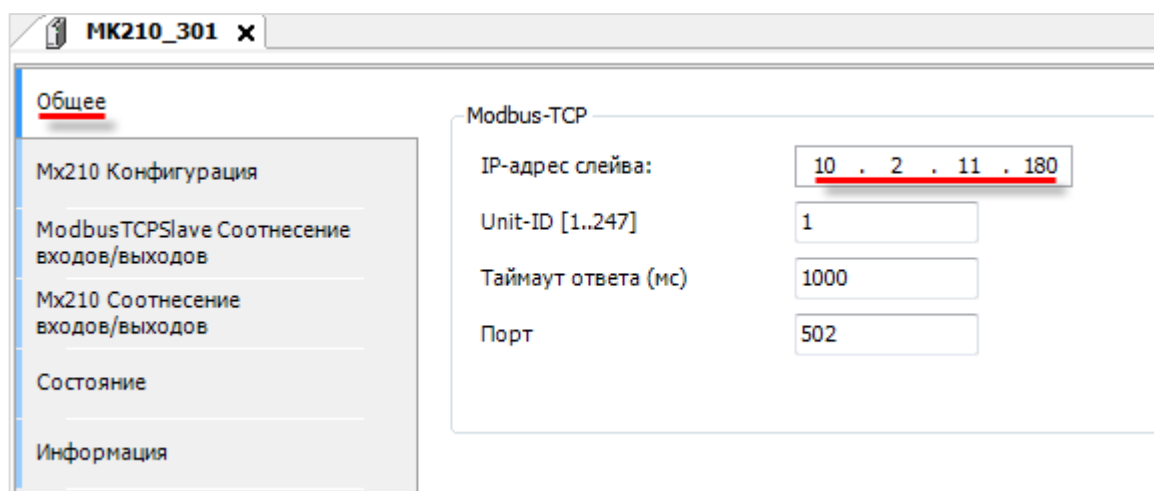 MK210_301 x
Общее
Mx210 Конфигурация
ModbusTCPSlave Соотнесение
входов/выходов
Mx210 Соотнесение
входов/выходов
Состояние
Информация
Modbus-TCP
IP-адрес слейва: 10 . 2 . 11 . 180
Unit-ID [1..247] 1
Таймаут ответа (мс) 1000
Порт 502